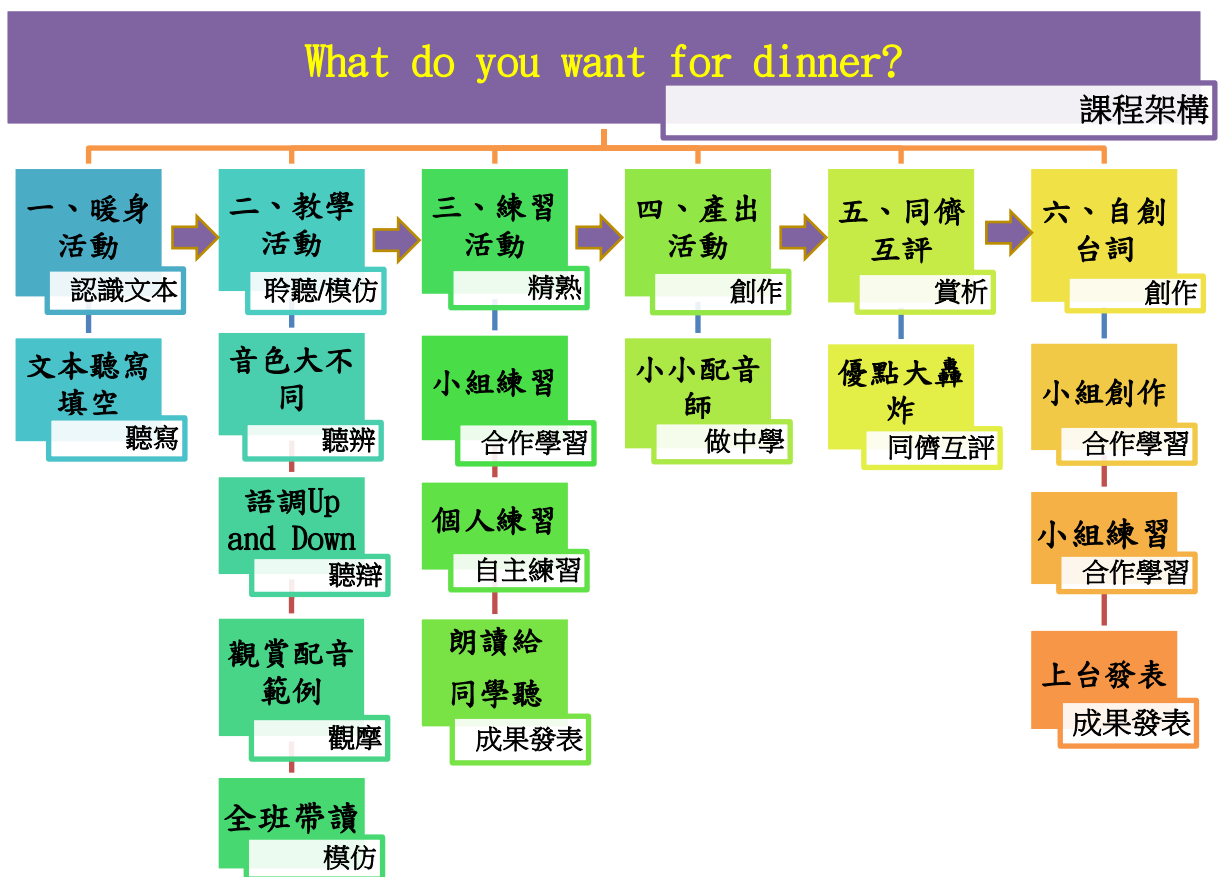 What do you want for dinner?
課程架構
一、暖身
活動
認識文本
文本聽寫
填空
聽寫
二、教學
活動
聆聽/模仿
音色大不
同
聽辨
語調Up
and Down
聽辯
觀賞配音
範例
觀摩
全班帶讀
模仿
三、練習
活動
精熟
小組練習
合作學習
個人練習
自主練習
朗讀給
同學聽
成果發表
四、產出
活動
創作
小小配音
師
做中學
五、同儕
互評
賞析
優點大轟
炸
同儕互評
六、自創
台詞
創作
小組創作
合作學習
小組練習
合作學習
上台發表
成果發表